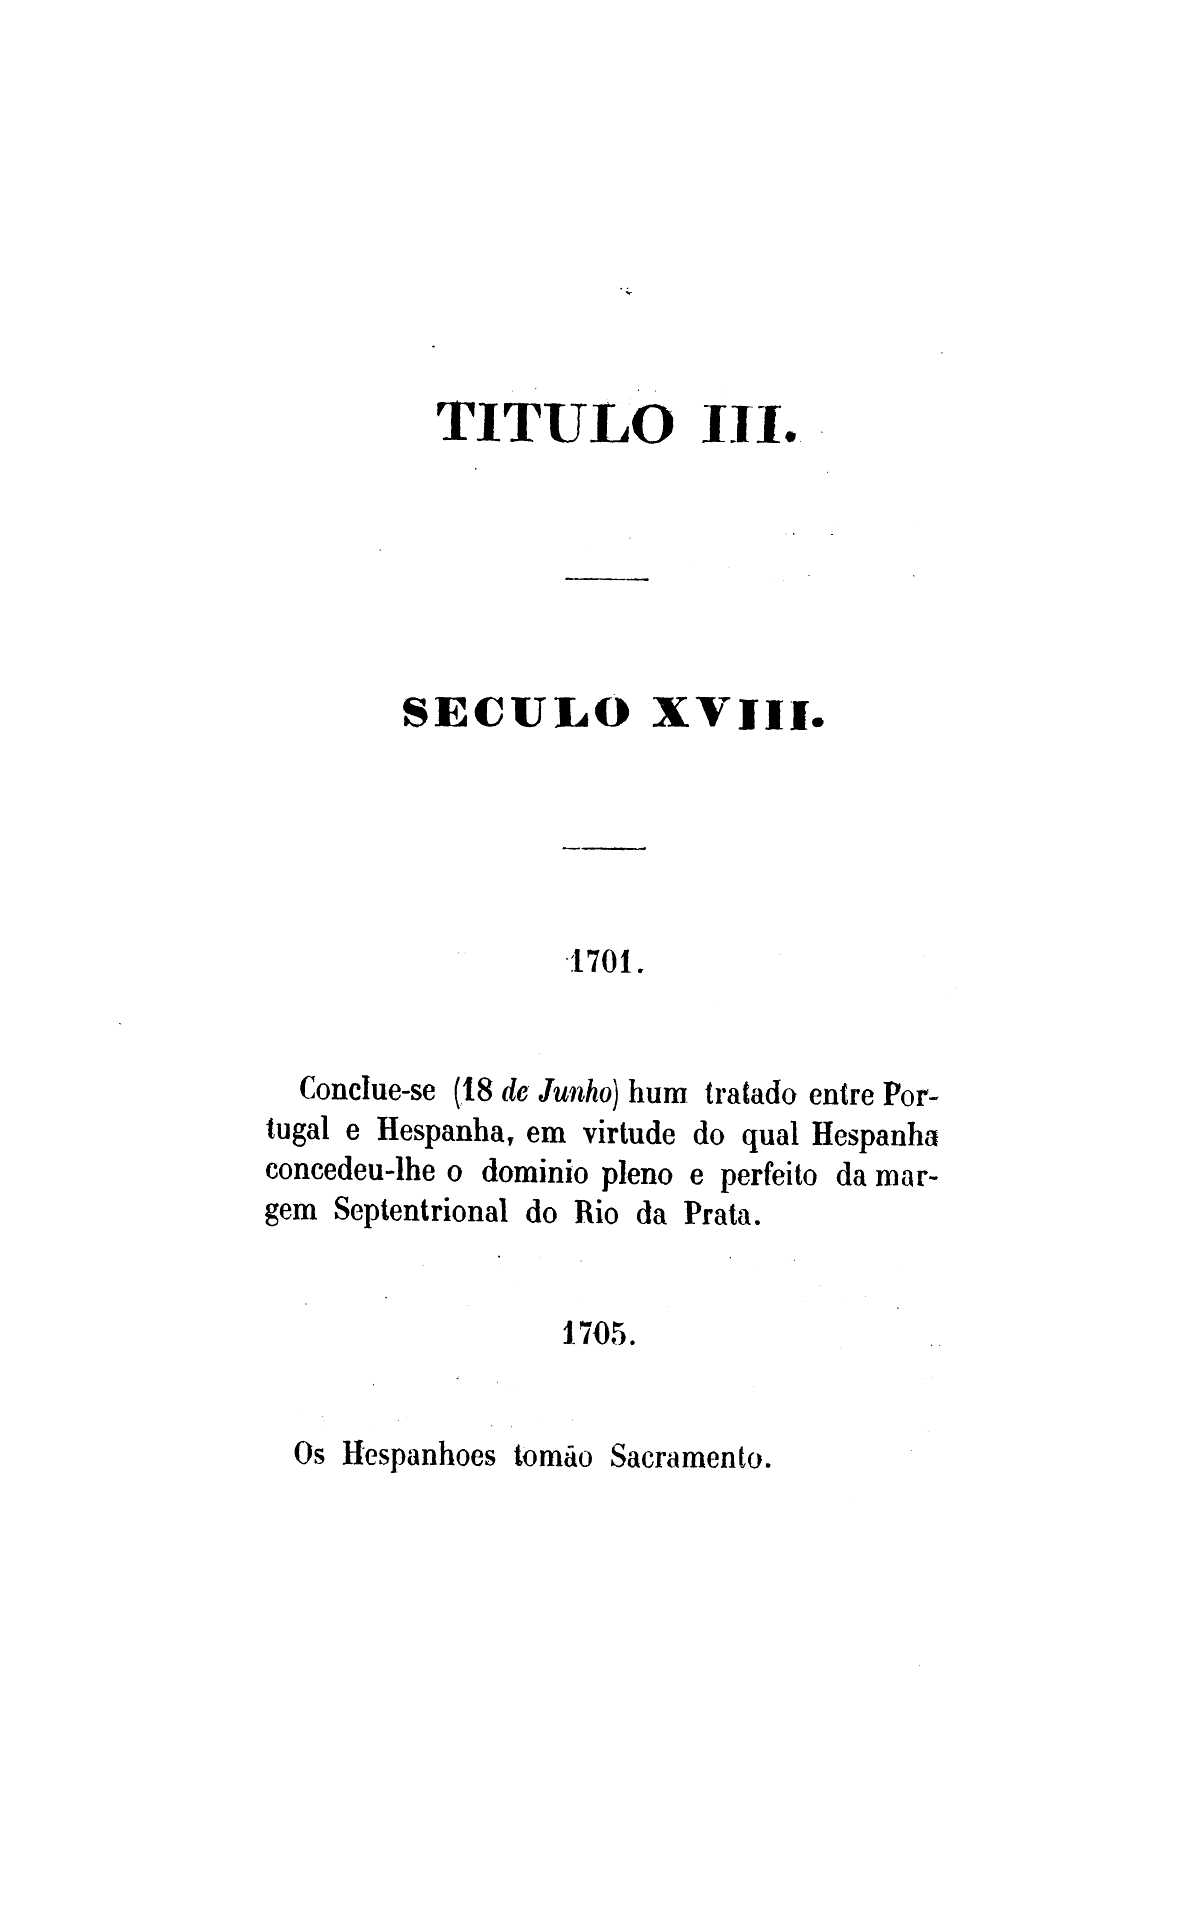 TITULO III.
SECULO XVIII.
1701.
Conclue-se (18 de Junho) hum tratado entre Por-
tugal e Hespanha, em virtude do qual Hespanha
concedeu-lhe o dominio pleno e perfeito da mar-
gem Septentrional do Rio da Prata.
1705.
Os Hespanhoes tomão Sacramento.